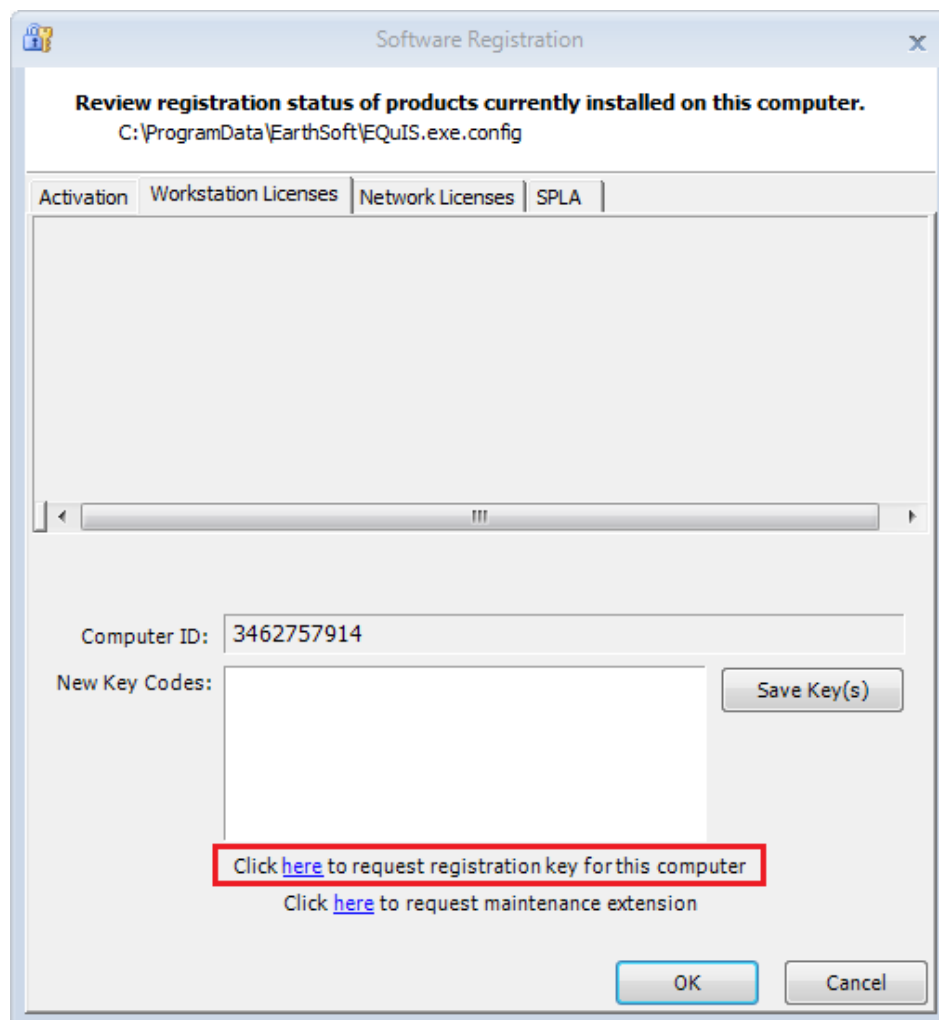 Software Registration
x
Review registration status of products currently installed on this computer.
C:\ProgramData\EarthSoft\EQuIS.exe.config
Activation Workstation Licenses Network Licenses SPLA
Computer ID: 3462757914
New Key Codes:
Save Key(s)
Click here to request registration key for this computer
Click here to request maintenance extension
OK Cancel